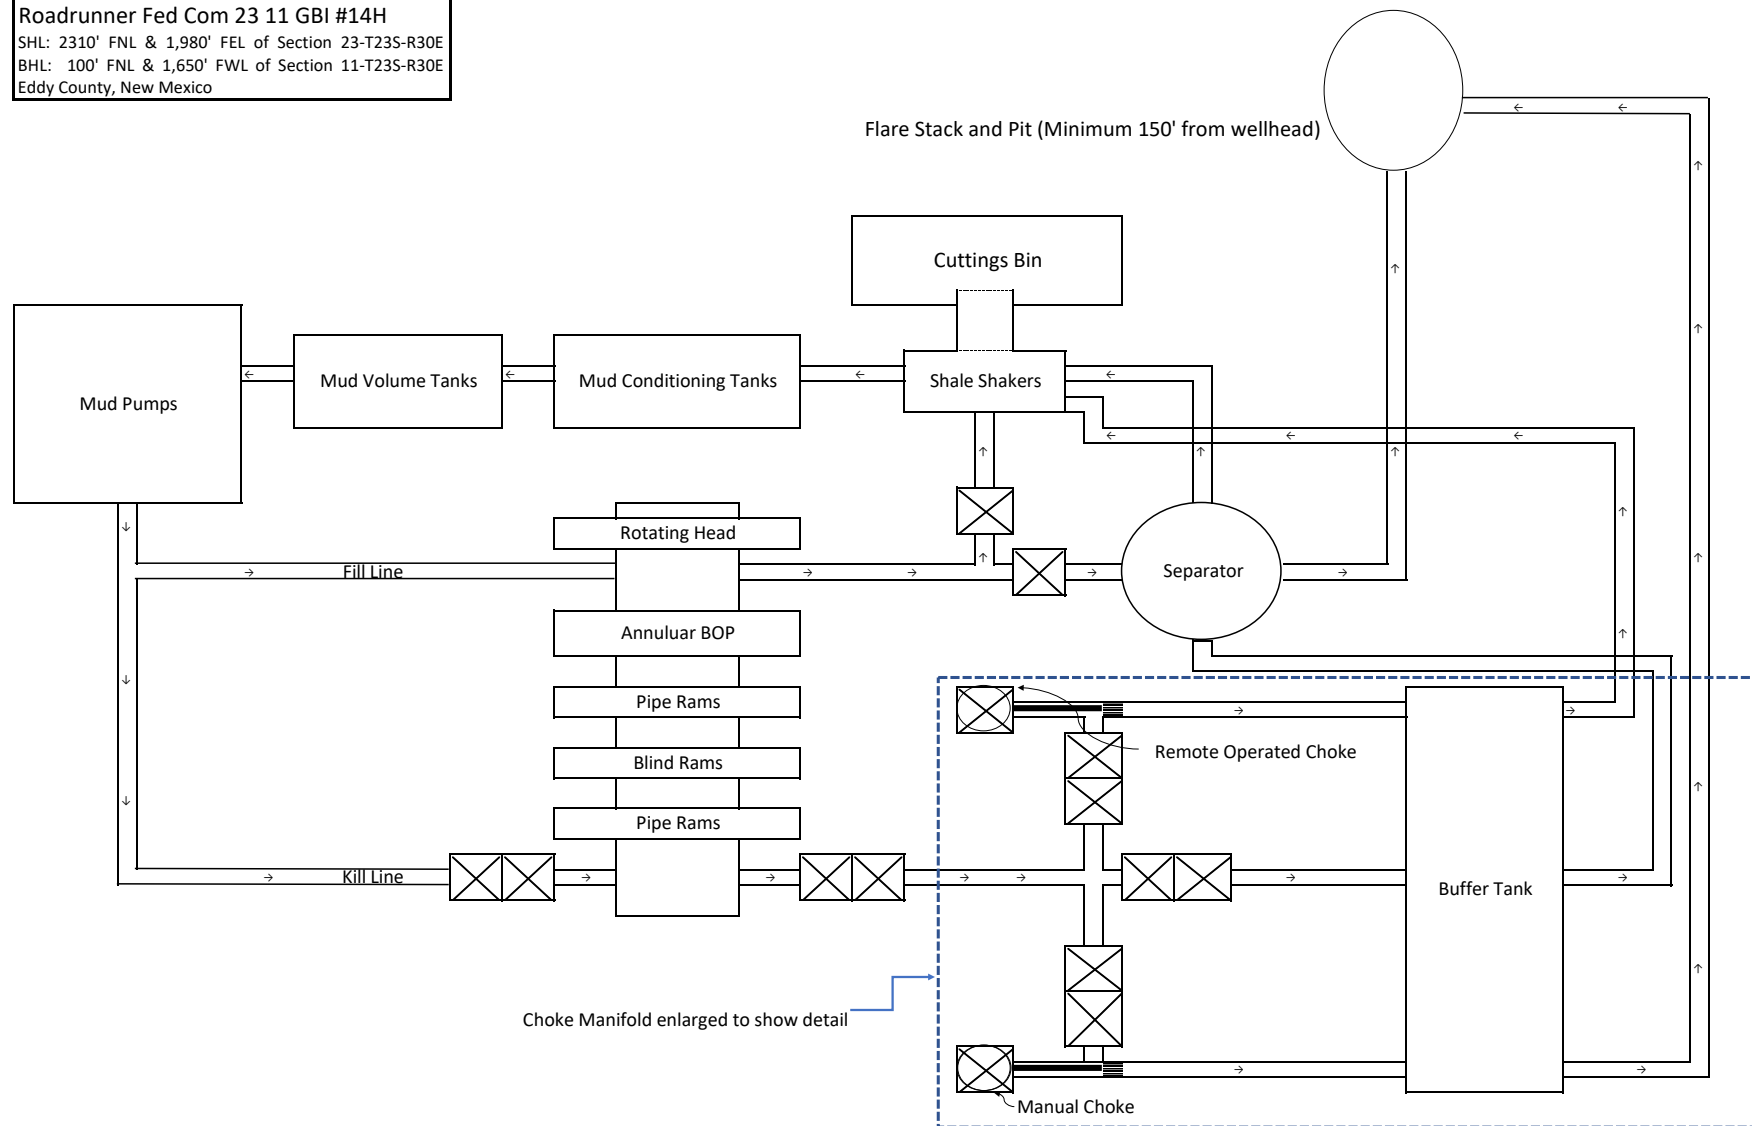 Roadrunner Fed Com 23 11 GBI #14H
SHL: 2310' FNL & 1,980' FEL of Section 23-T23S-R30E
BHL: 100' FNL & 1,650' FWL of Section 11-T23S-R30E
Eddy County, New Mexico
Flare Stack and Pit (Minimum 150' from wellhead)
Cuttings Bin
Mud Pumps
Mud Volume Tanks
Mud Conditioning Tanks
Shale Shakers
Rotating Head
Fill Line
Separator
Annuluar BOP
Pipe Rams
Remote Operated Choke
Blind Rams
Pipe Rams
Kill Line
Buffer Tank
Choke Manifold enlarged to show detail
Manual Choke